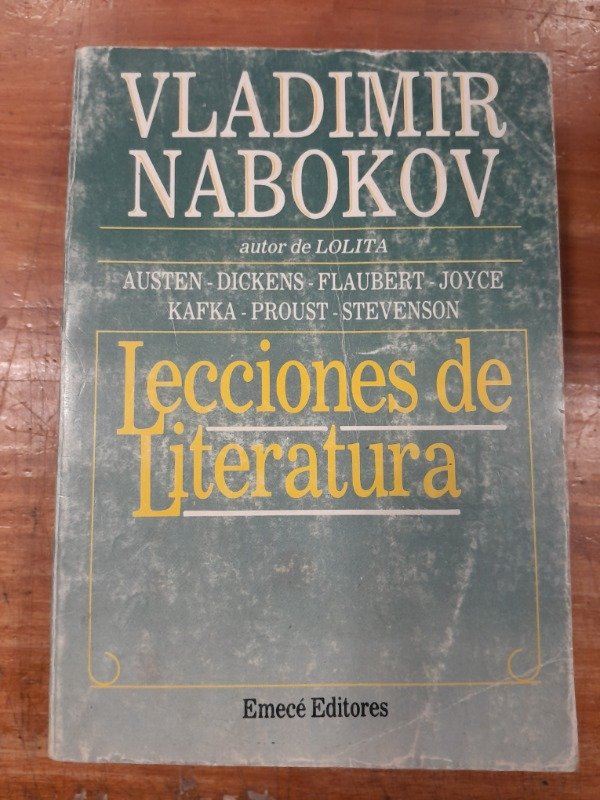 VLADIMIR
NABOKOV
autor de LOLITA
AUSTEN - DICKENS - FLAUBERT - JOYCE
KAFKA - PROUST - STEVENSON
Lecciones de
Literatura
Emecé Editores